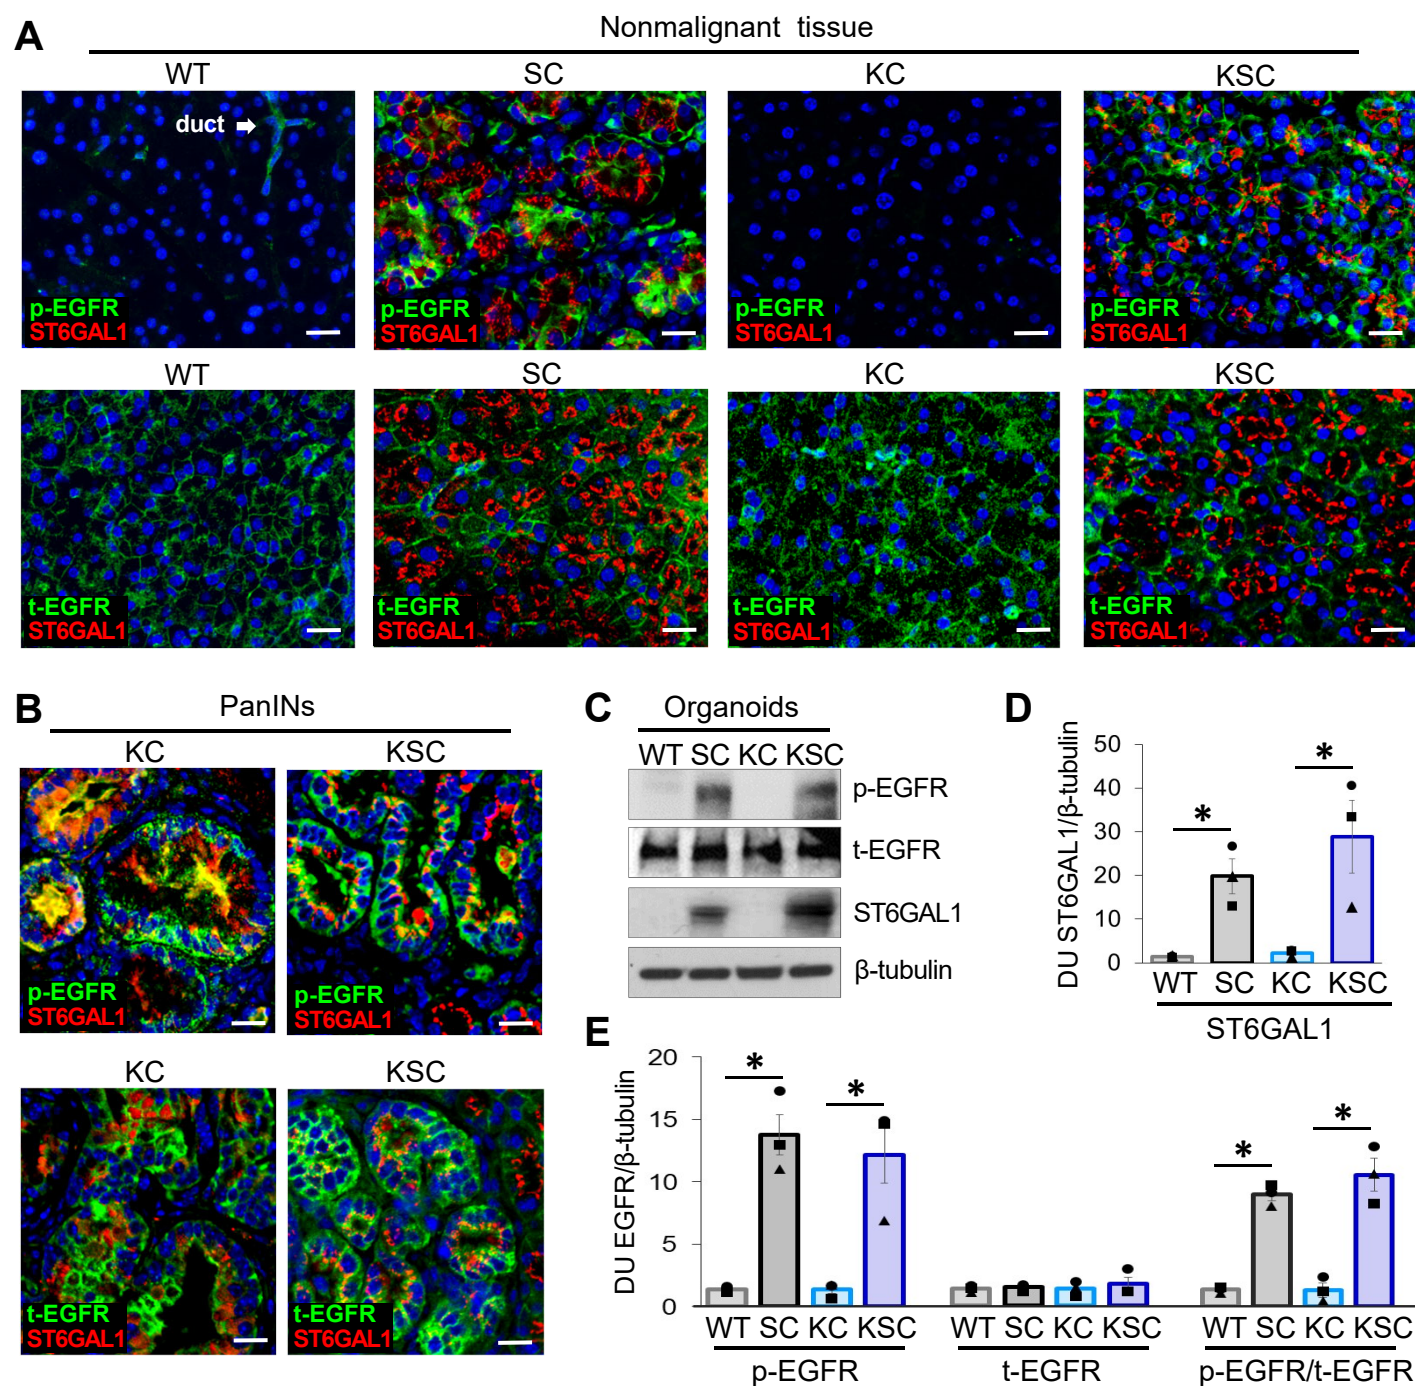 A
Nonmalignant tissue
WT SC KC KSC
duct
p-EGFR
ST6GAL1
p-EGFR
ST6GAL1
p-EGFR
ST6GAL1
p-EGFR
ST6GAL1
WT SC KC KSC
t-EGFR
ST6GAL1
t-EGFR
ST6GAL1
t-EGFR
ST6GAL1
t-EGFR
ST6GAL1
B
PanINs
KC KSC
p-EGFR
ST6GAL1
p-EGFR
ST6GAL1
KC KSC
t-EGFR
ST6GAL1
t-EGFR
ST6GAL1
C
Organoids
WT SC KC KSC
p-EGFR
t-EGFR
ST6GAL1
β-tubulin
D
DU ST6GAL1/β-tubulin
50
40
30
20
10
0
*
*
WT SC KC KSC
ST6GAL1
E
DU EGFR/β-tubulin
20
15
10
5
0
*
*
*
*
WT SC KC KSC WT SC KC KSC WT SC KC KSC
p-EGFR t-EGFR p-EGFR/t-EGFR